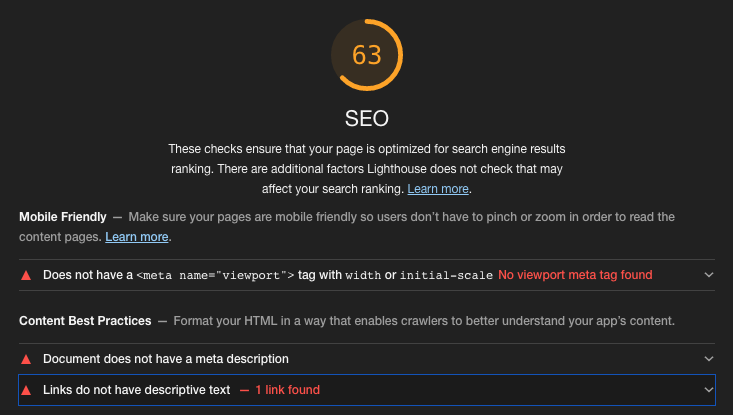 63
SEO
These checks ensure that your page is optimized for search engine results
ranking. There are additional factors Lighthouse does not check that may
affect your search ranking. Learn more.
Mobile Friendly — Make sure your pages are mobile friendly so users don’t have to pinch or zoom in order to read the
content pages. Learn more.
Does not have a <meta name="viewport"> tag with width or initial-scale No viewport meta tag found
Content Best Practices — Format your HTML in a way that enables crawlers to better understand your app’s content.
Document does not have a meta description
Links do not have descriptive text — 1 link found